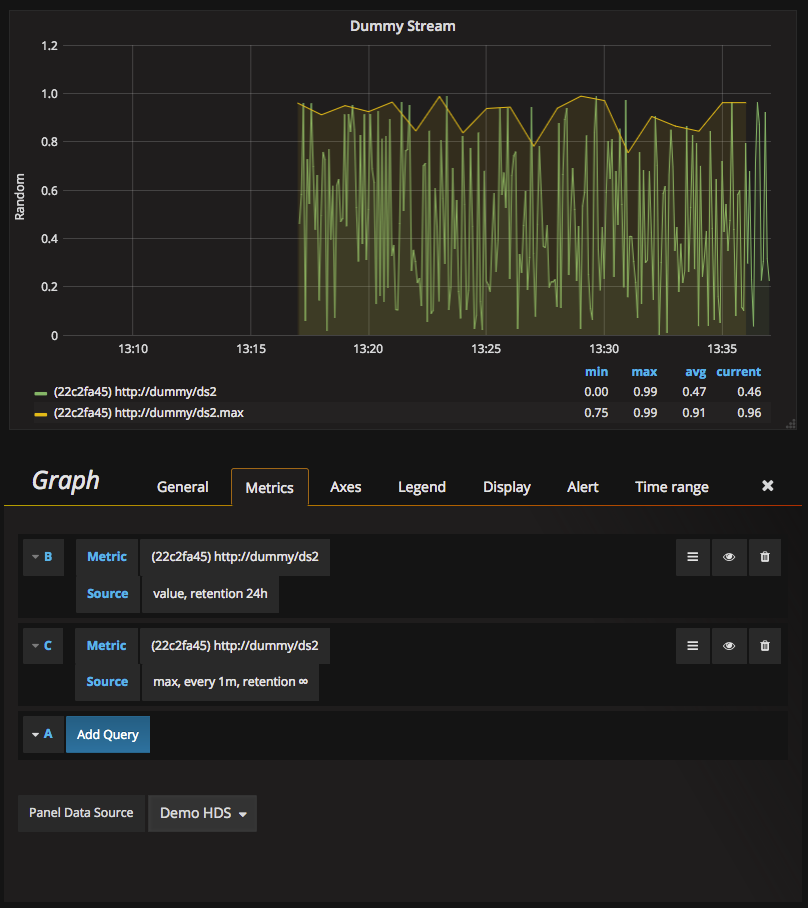 Dummy Stream
1.2
1.0
0.8
0.6
0.4
0.2
0
Random
13:10 13:15 13:20 13:25 13:30 13:35
min max avg current
(22c2fa45) http://dummy/ds2 0.00 0.99 0.47 0.46
(22c2fa45) http://dummy/ds2.max 0.75 0.99 0.91 0.96
Graph General Metrics Axes Legend Display Alert Time range ×
B Metric (22c2fa45) http://dummy/ds2
Source value, retention 24h
C Metric (22c2fa45) http://dummy/ds2
Source max, every 1m, retention ∞
A Add Query
Panel Data Source Demo HDS